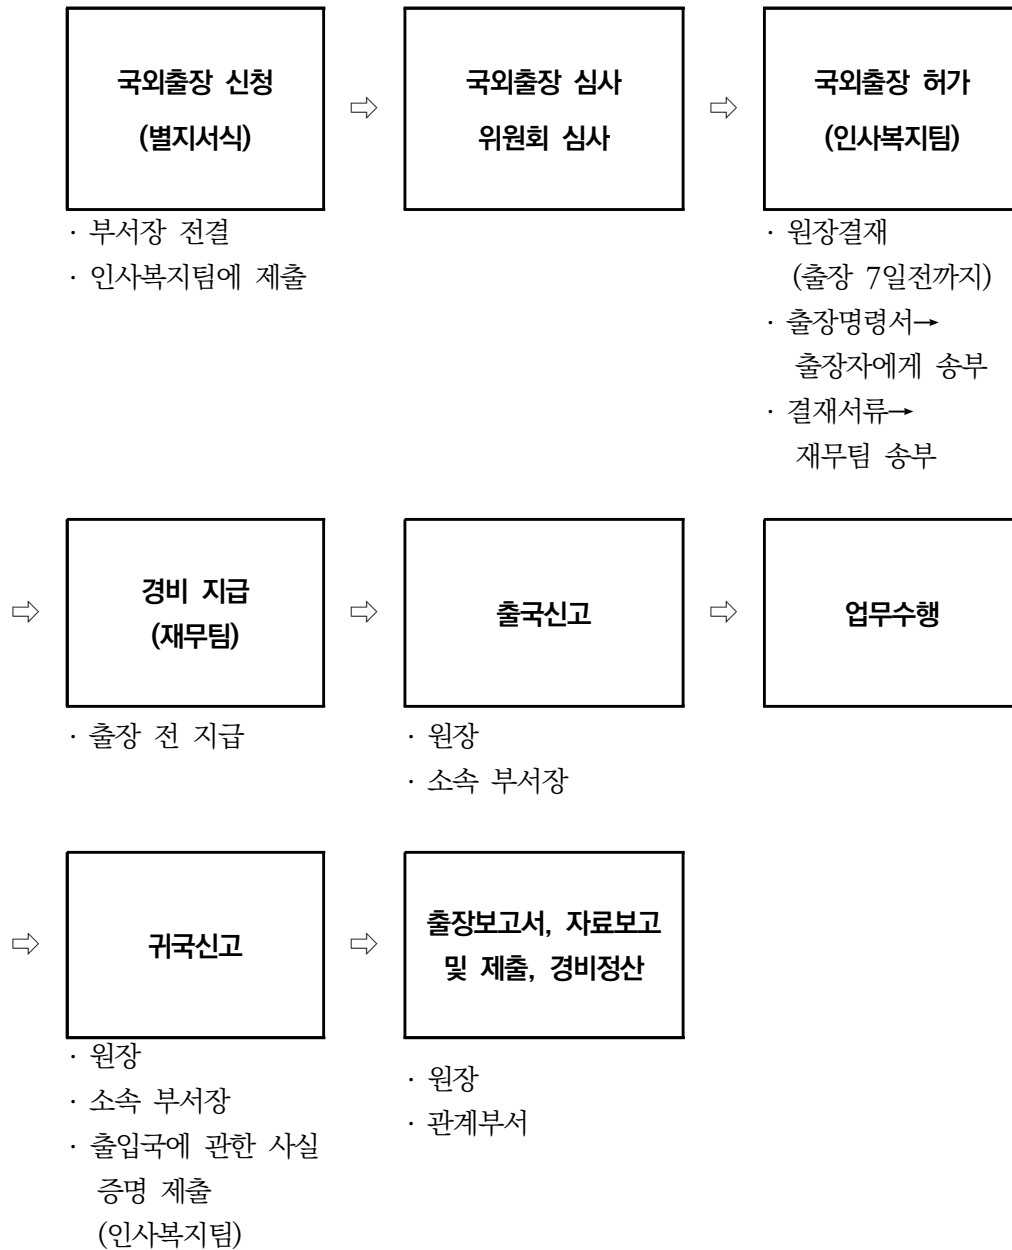 국외출장 신청
(별지서식)
⇨
국외출장 심사
위원회 심사
⇨
국외출장 허가
(인사복지팀)
· 부서장 전결
· 인사복지팀에 제출
· 원장결재
(출장 7일전까지)
· 출장명령서→
출장자에게 송부
· 결재서류→
재무팀 송부
⇨
경비 지급
(재무팀)
⇨
출국신고
⇨
업무수행
· 출장 전 지급
· 원장
· 소속 부서장
⇨
귀국신고
⇨
출장보고서, 자료보고
및 제출, 경비정산
· 원장
· 소속 부서장
· 출입국에 관한 사실
증명 제출
(인사복지팀)
· 원장
· 관계부서